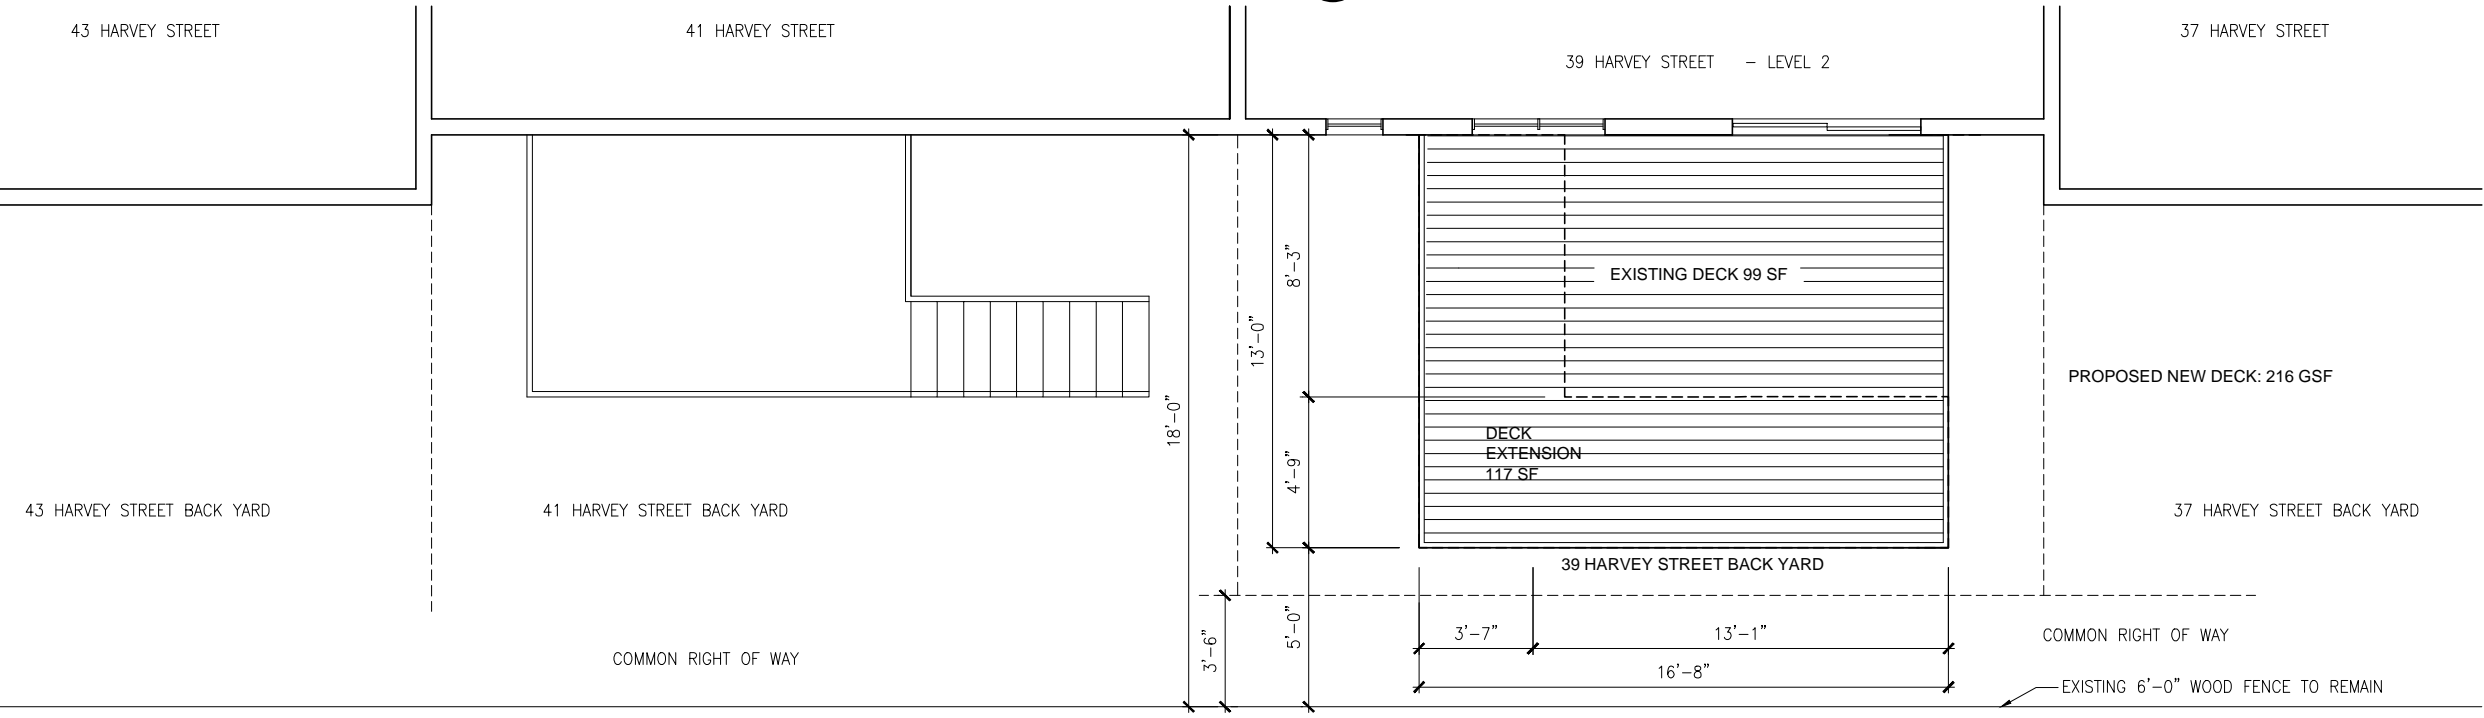 43 HARVEY STREET
41 HARVEY STREET
39 HARVEY STREET – LEVEL 2
37 HARVEY STREET
8'–3"
EXISTING DECK 99 SF
13'–0"
PROPOSED NEW DECK: 216 GSF
18'–0"
DECK
EXTENSION
117 SF
4'–9"
43 HARVEY STREET BACK YARD
41 HARVEY STREET BACK YARD
37 HARVEY STREET BACK YARD
39 HARVEY STREET BACK YARD
5'–0"
3'–6"
3'–7"
13'–1"
COMMON RIGHT OF WAY
COMMON RIGHT OF WAY
16'–8"
EXISTING 6'–0" WOOD FENCE TO REMAIN